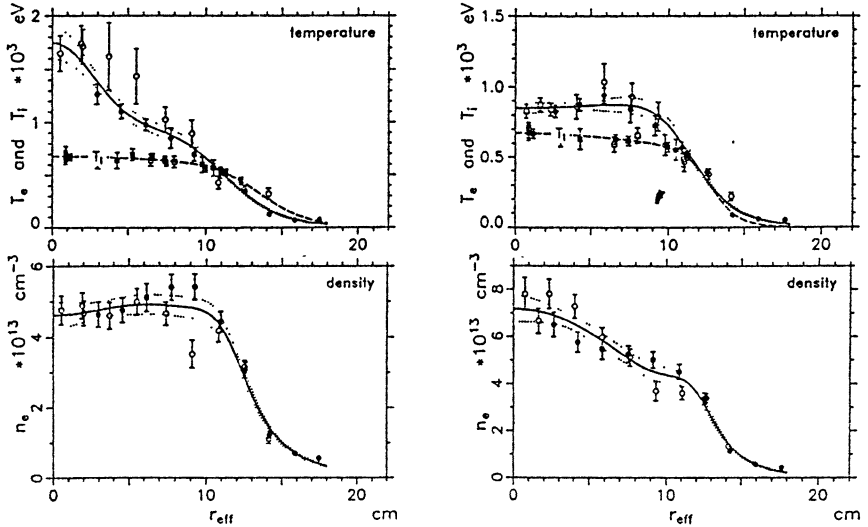 eV
2
temperature
T_e and T_i *10^3
1
T_i
0
0 10 20
eV
1.5
temperature
T_e and T_i *10^3
1.0
0.5
T_i
0.0
0 10 20
cm^-3
6
density
n_e *10^13
4
2
0
0 10 20
r_eff cm
cm^-3
8
density
n_e *10^13
6
4
2
0
0 10 20
r_eff cm